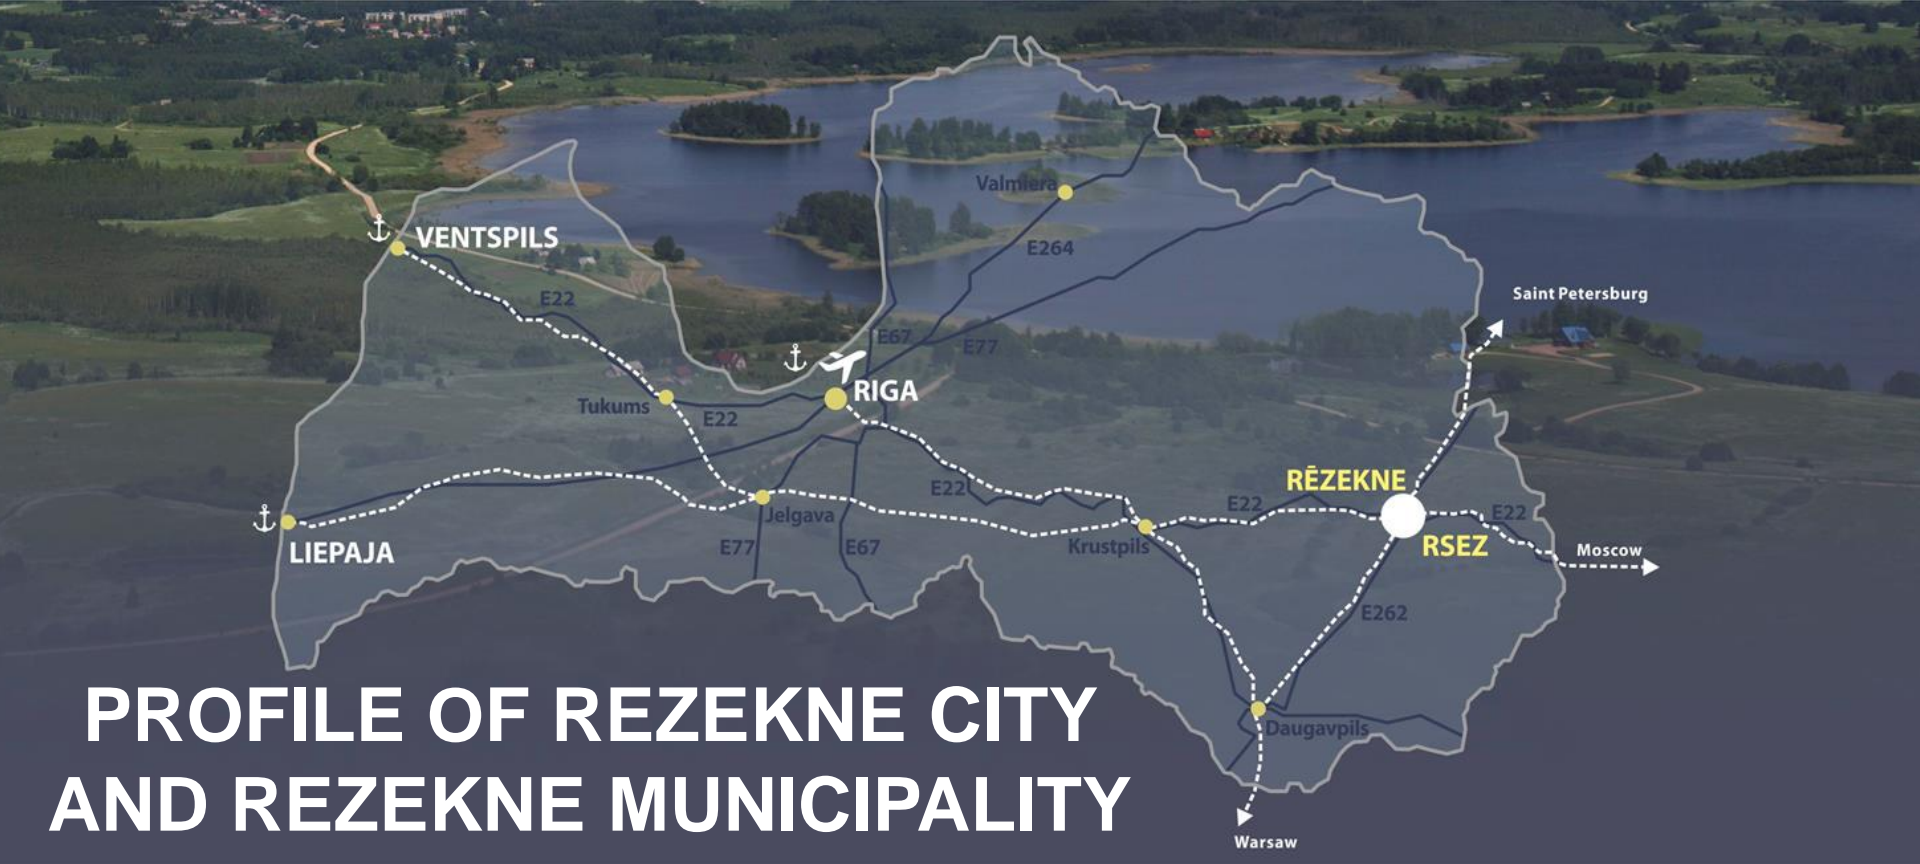 Valmiera
VENTSPILS
E264
E22
Saint Petersburg
E67
E77
RIGA
Tukums
E22
RĒZEKNE
E22
E22
E22
Jelgava
RSEZ
E77
E67
Krustpils
LIEPAJA
Moscow
E262
Daugavpils
PROFILE OF REZEKNE CITY
AND REZEKNE MUNICIPALITY
Warsaw